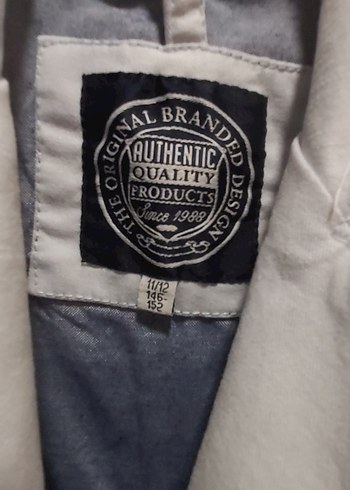 THE ORIGINAL BRANDED DESIGN
AUTHENTIC
QUALITY
PRODUCTS
Since 1988
11/12
146-
152